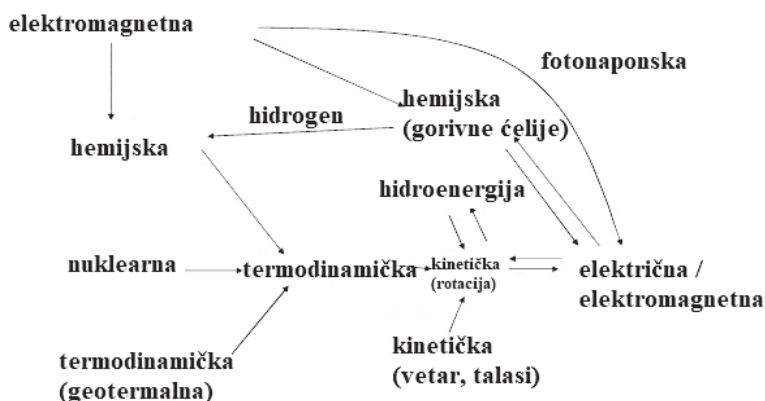 elektromagnetna
fotonaponska
hemijska
(gorivne ćelije)
hidrogen
hemijska
hidroenergija
nuklearna
termodinamička
kinetička
(rotacija)
električna /
elektromagnetna
kinetička
(vetar, talasi)
termodinamička
(geotermalna)